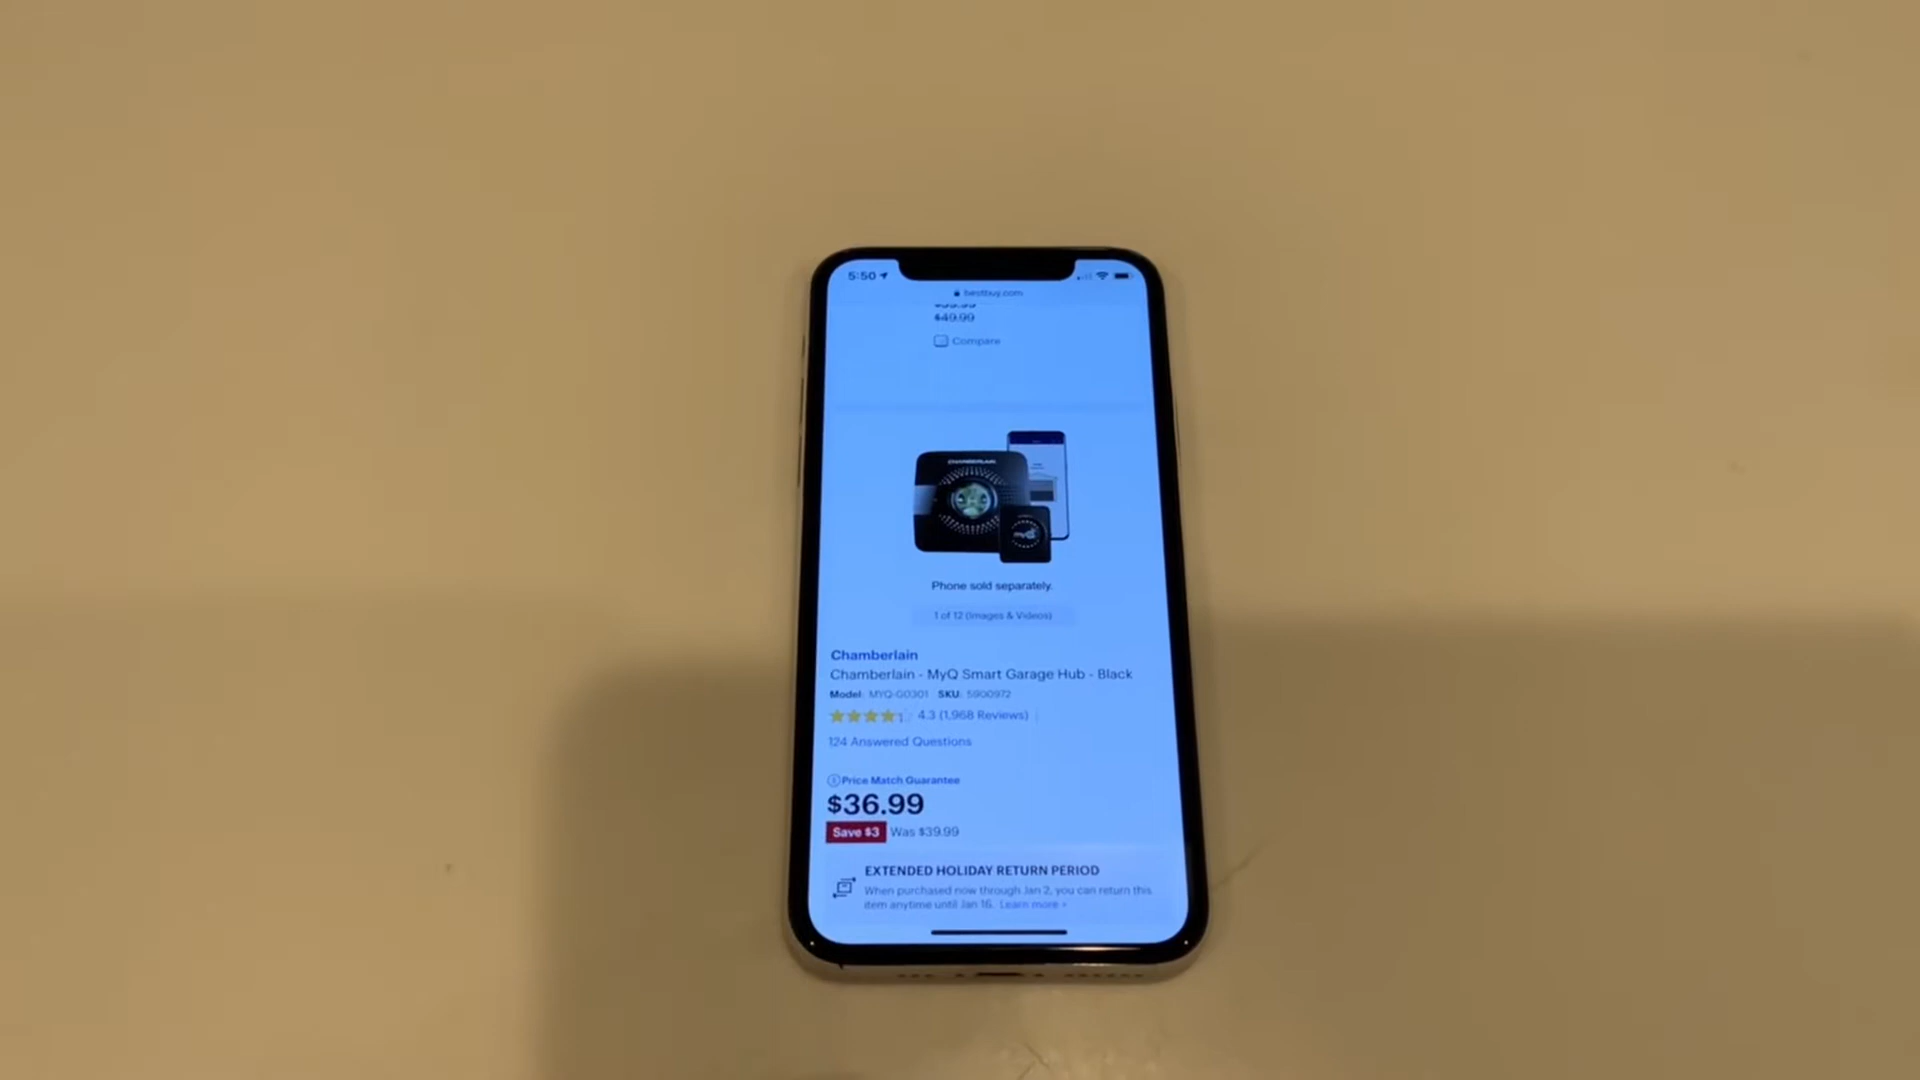 5:50
bestbuy.com
$49.99
Compare
CHAMBERLAIN
myQ
Phone sold separately.
1 of 12 (Images & Videos)
Chamberlain
Chamberlain - MyQ Smart Garage Hub - Black
Model: MYQ-G0301 SKU: 5900972
4.3 (1,968 Reviews)
124 Answered Questions
Price Match Guarantee
$36.99
Save $3 Was $39.99
EXTENDED HOLIDAY RETURN PERIOD
When purchased now through Jan 2, you can return this
item anytime until Jan 16. Learn more